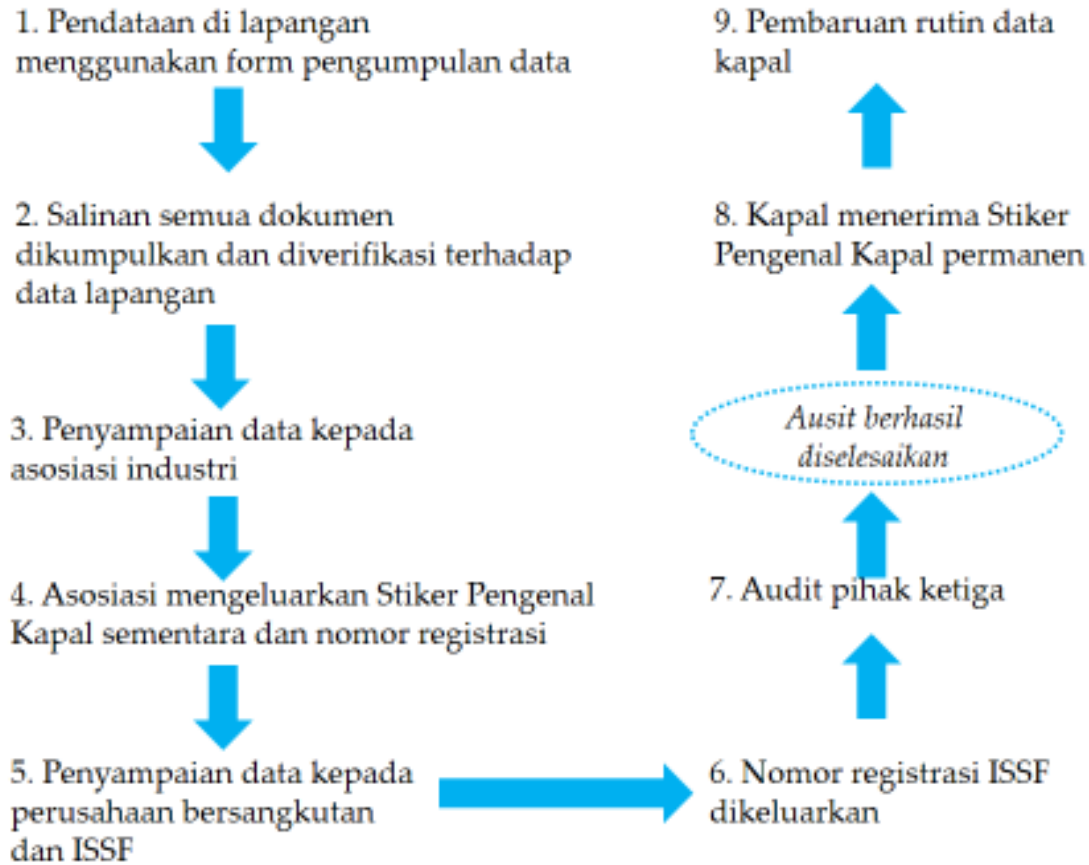 1. Pendataan di lapangan
menggunakan form pengumpulan data
2. Salinan semua dokumen
dikumpulkan dan diverifikasi terhadap
data lapangan
3. Penyampaian data kepada
asosiasi industri
4. Asosiasi mengeluarkan Stiker Pengenal
Kapal sementara dan nomor registrasi
5. Penyampaian data kepada
perusahaan bersangkutan
dan ISSF
6. Nomor registrasi ISSF
dikeluarkan
7. Audit pihak ketiga
Ausit berhasil
diselesaikan
8. Kapal menerima Stiker
Pengenal Kapal permanen
9. Pembaruan rutin data
kapal